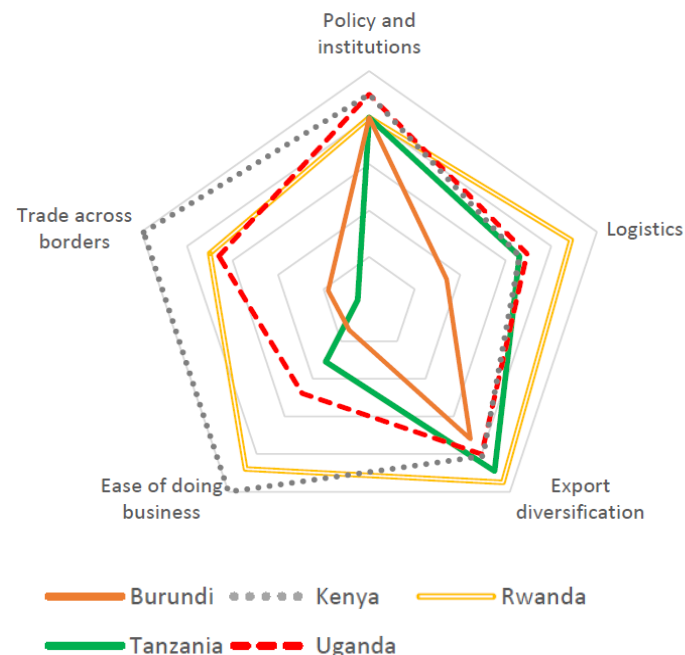 Policy and
institutions
Trade across
borders
Logistics
Ease of doing
business
Export
diversification
Burundi
Kenya
Rwanda
Tanzania
Uganda